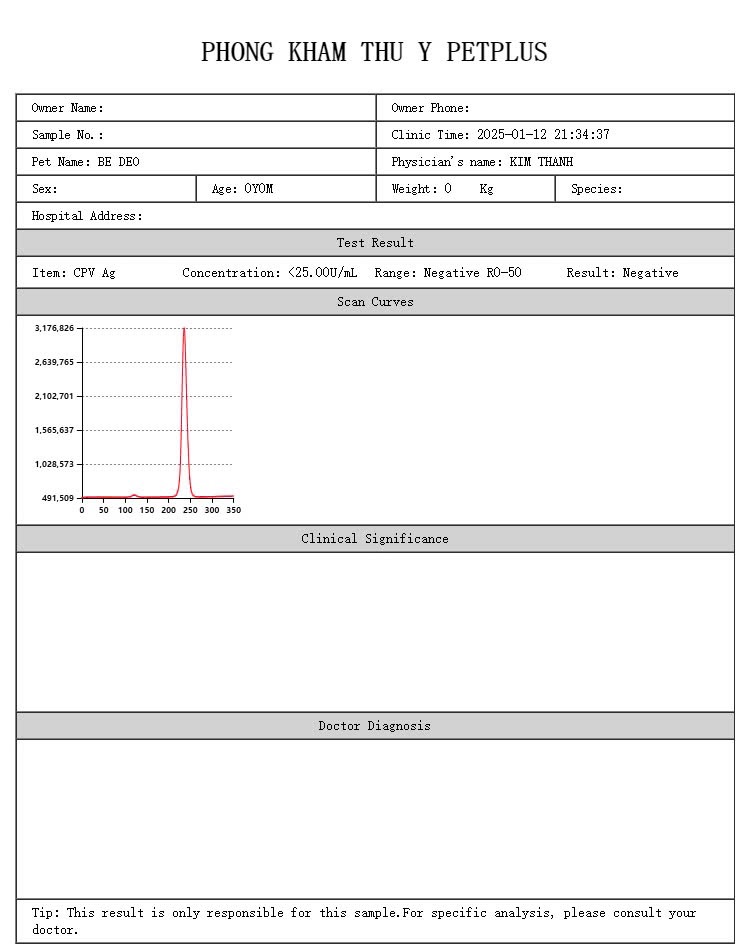 PHONG KHAM THU Y PETPLUS
Owner Name: Owner Phone:
Sample No.: Clinic Time: 2025-01-12 21:34:37
Pet Name: BE DEO Physician's name: KIM THANH
Sex: Age: 0Y0M Weight: 0 Kg Species:
Hospital Address:
Test Result
Item: CPV Ag Concentration: <25.00U/mL Range: Negative R0-50 Result: Negative
Scan Curves
3,176,826
2,639,765
2,102,701
1,565,637
1,028,573
491,509
0 50 100 150 200 250 300 350
Clinical Significance
Doctor Diagnosis
Tip: This result is only responsible for this sample.For specific analysis, please consult your
doctor.